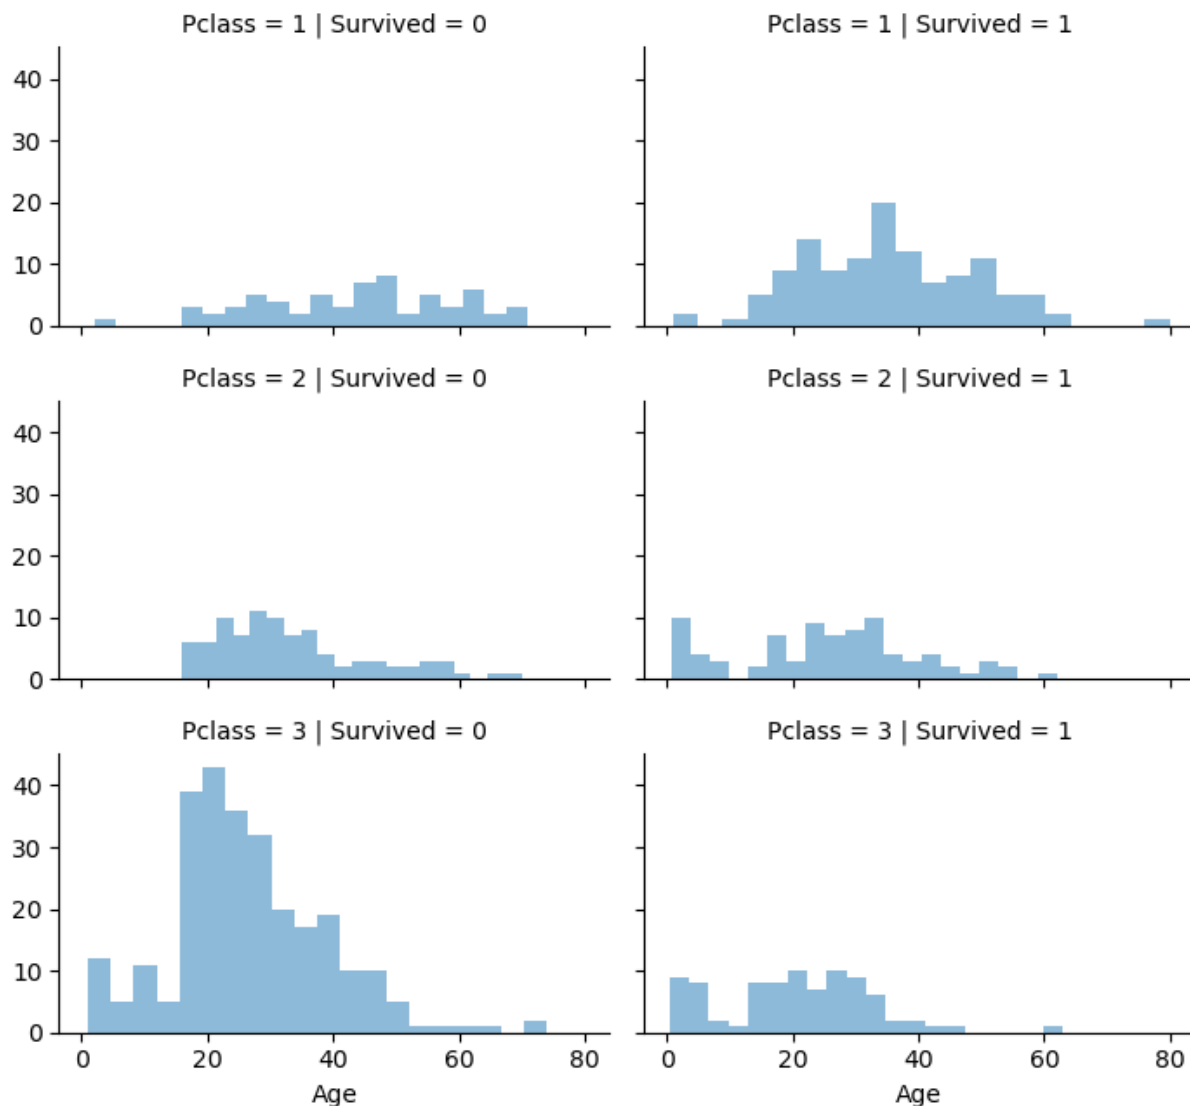 Pclass = 1 | Survived = 0
Pclass = 1 | Survived = 1
40
30
20
10
0
Pclass = 2 | Survived = 0
Pclass = 2 | Survived = 1
40
30
20
10
0
Pclass = 3 | Survived = 0
Pclass = 3 | Survived = 1
40
30
20
10
0
0 20 40 60 80
0 20 40 60 80
Age
Age